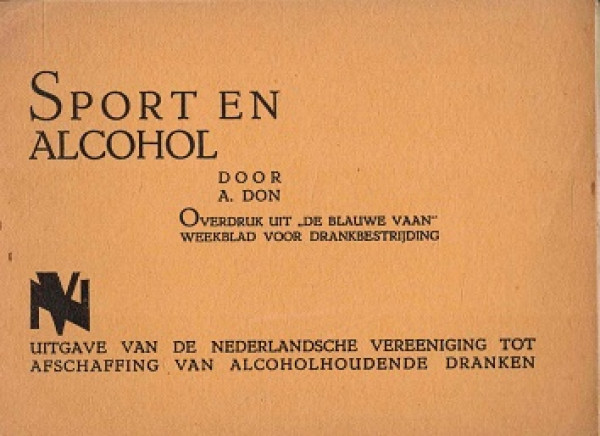 SPORT EN
ALCOHOL
DOOR
A. DON
OVERDRUK UIT „DE BLAUWE VAAN"
WEEKBLAD VOOR DRANKBESTRIJDING
UITGAVE VAN DE NEDERLANDSCHE VEREENIGING TOT
AFSCHAFFING VAN ALCOHOLHOUDENDE DRANKEN